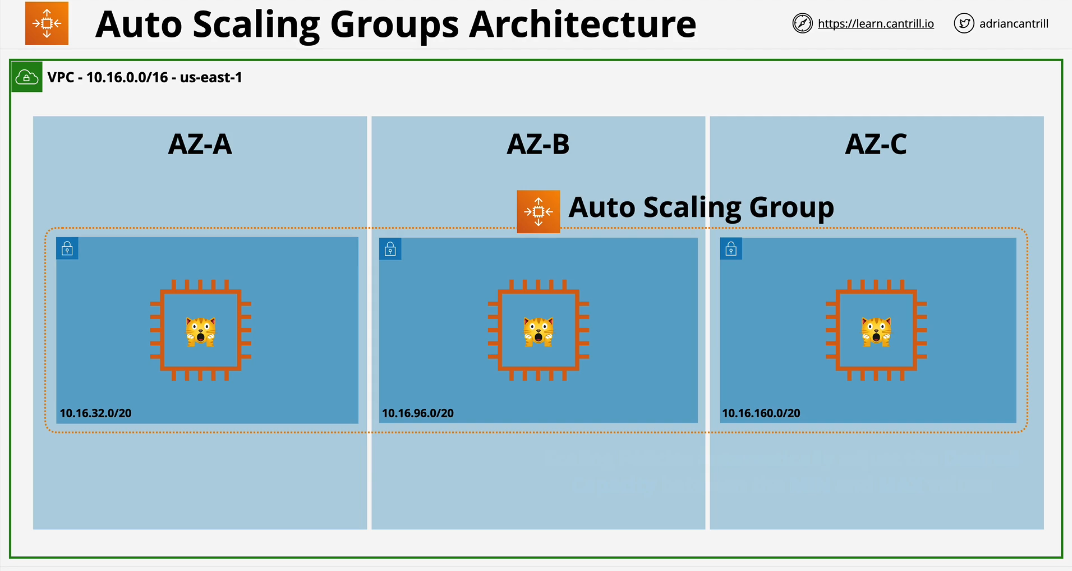 Auto Scaling Groups Architecture
https://learn.cantrill.io
adriancantrill
VPC - 10.16.0.0/16 - us-east-1
AZ-A
AZ-B
AZ-C
Auto Scaling Group
10.16.32.0/20
10.16.96.0/20
10.16.160.0/20